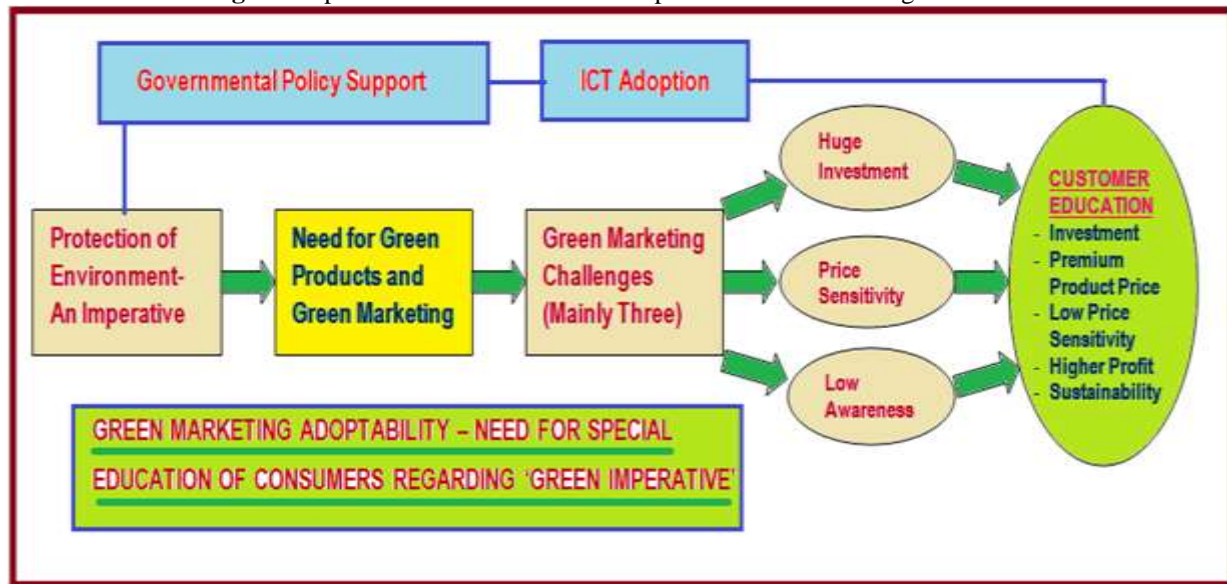 Governmental Policy Support
ICT Adoption
Protection of
Environment-
An Imperative
Need for Green
Products and
Green Marketing
Green Marketing
Challenges
(Mainly Three)
Huge
Investment
Price
Sensitivity
Low
Awareness
CUSTOMER
EDUCATION
- Investment
- Premium
Product Price
- Low Price
Sensitivity
- Higher Profit
- Sustainability
GREEN MARKETING ADOPTABILITY – NEED FOR SPECIAL
EDUCATION OF CONSUMERS REGARDING ‘GREEN IMPERATIVE’